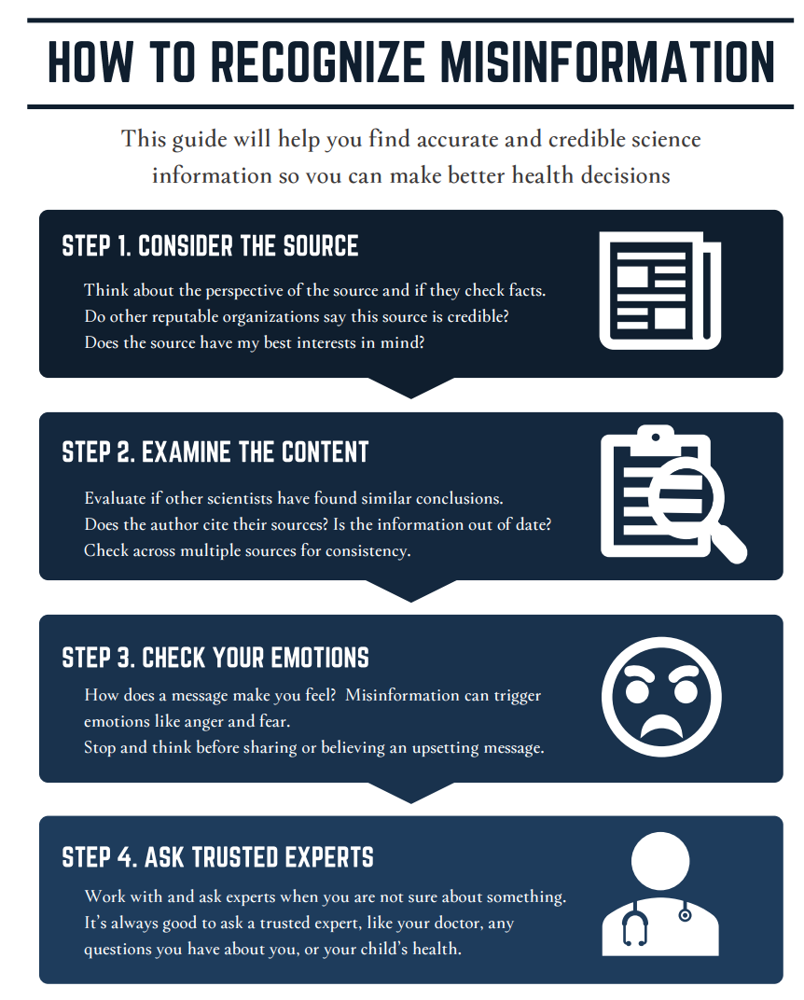 HOW TO RECOGNIZE MISINFORMATION
This guide will help you find accurate and credible science
information so you can make better health decisions
STEP 1. CONSIDER THE SOURCE
Think about the perspective of the source and if they check facts.
Do other reputable organizations say this source is credible?
Does the source have my best interests in mind?
STEP 2. EXAMINE THE CONTENT
Evaluate if other scientists have found similar conclusions.
Does the author cite their sources? Is the information out of date?
Check across multiple sources for consistency.
STEP 3. CHECK YOUR EMOTIONS
How does a message make you feel?  Misinformation can trigger
emotions like anger and fear.
Stop and think before sharing or believing an upsetting message.
STEP 4. ASK TRUSTED EXPERTS
Work with and ask experts when you are not sure about something.
It's always good to ask a trusted expert, like your doctor, any
questions you have about you, or your child's health.